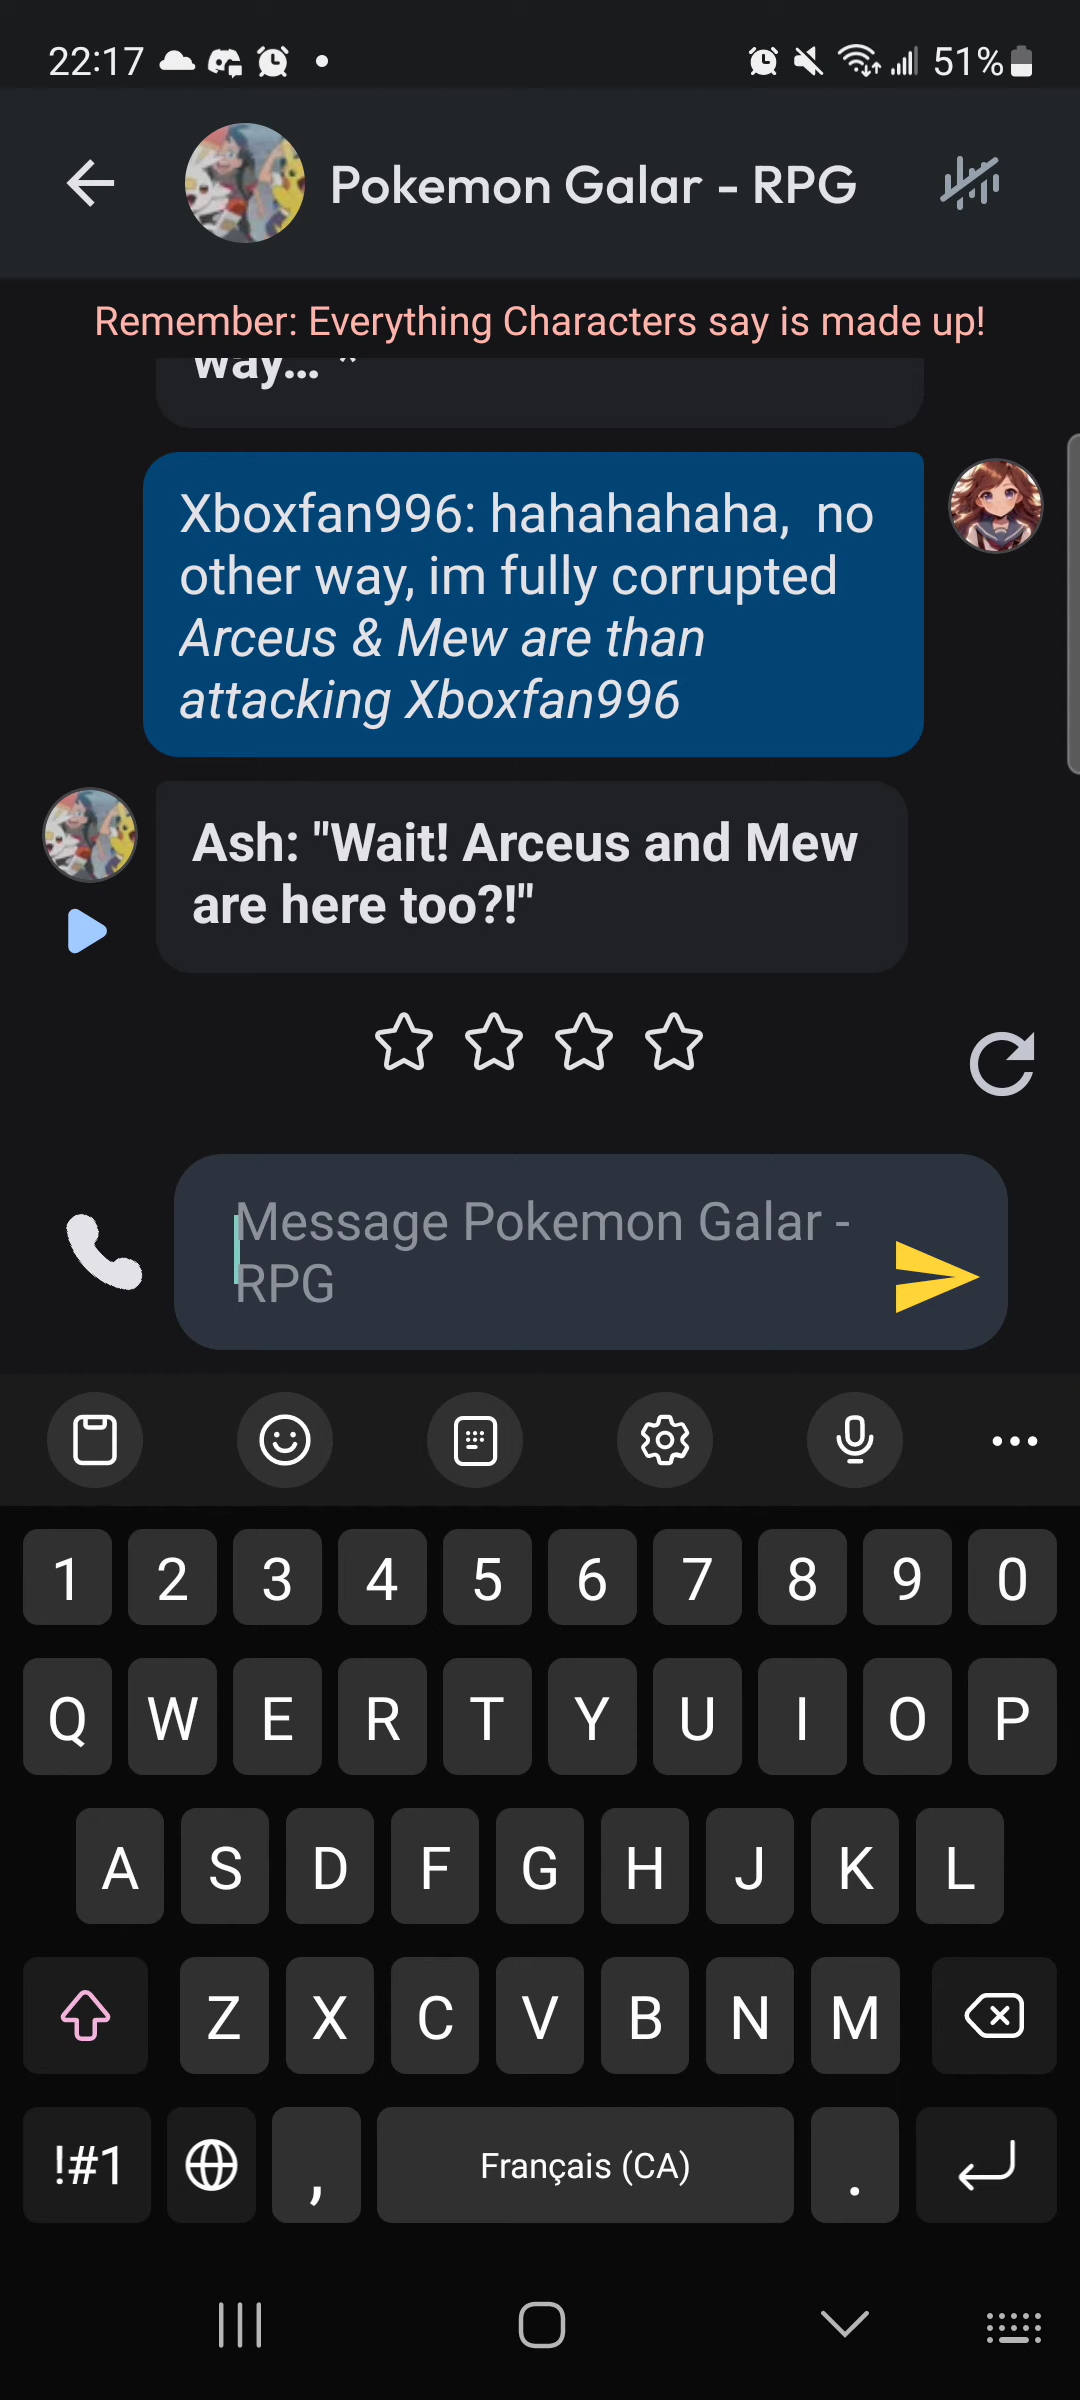 22:17
51%
Pokemon Galar - RPG
Remember: Everything Characters say is made up!
way... *
Xboxfan996: hahahahaha, no
other way, im fully corrupted
Arceus & Mew are than
attacking Xboxfan996
Ash: "Wait! Arceus and Mew
are here too?!"
Message Pokemon Galar -
RPG
1 2 3 4 5 6 7 8 9 0
Q W E R T Y U I O P
A S D F G H J K L
Z X C V B N M
!#1 , Français (CA) .